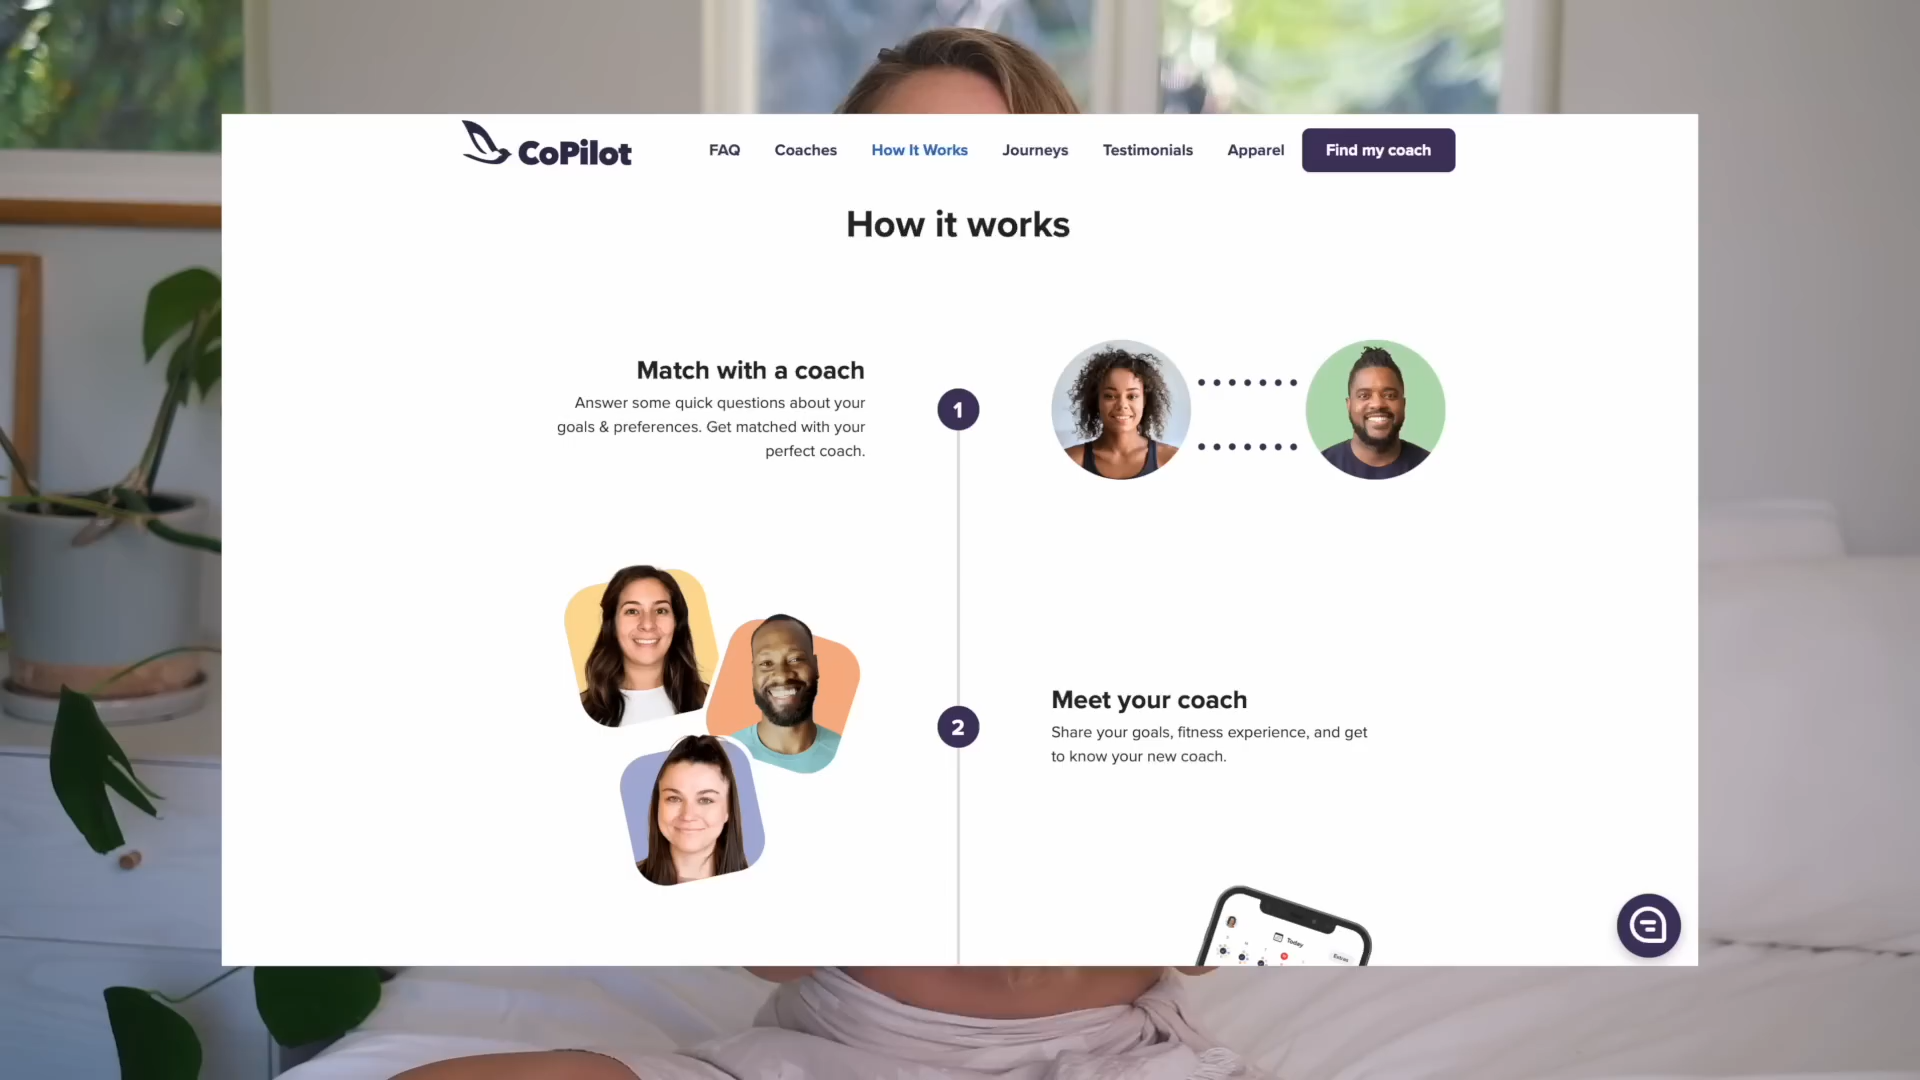 CoPilot
FAQ
Coaches
How It Works
Journeys
Testimonials
Apparel
Find my coach
How it works
Match with a coach
Answer some quick questions about your
goals & preferences. Get matched with your
perfect coach.
1
2
Meet your coach
Share your goals, fitness experience, and get
to know your new coach.
Today
Extras